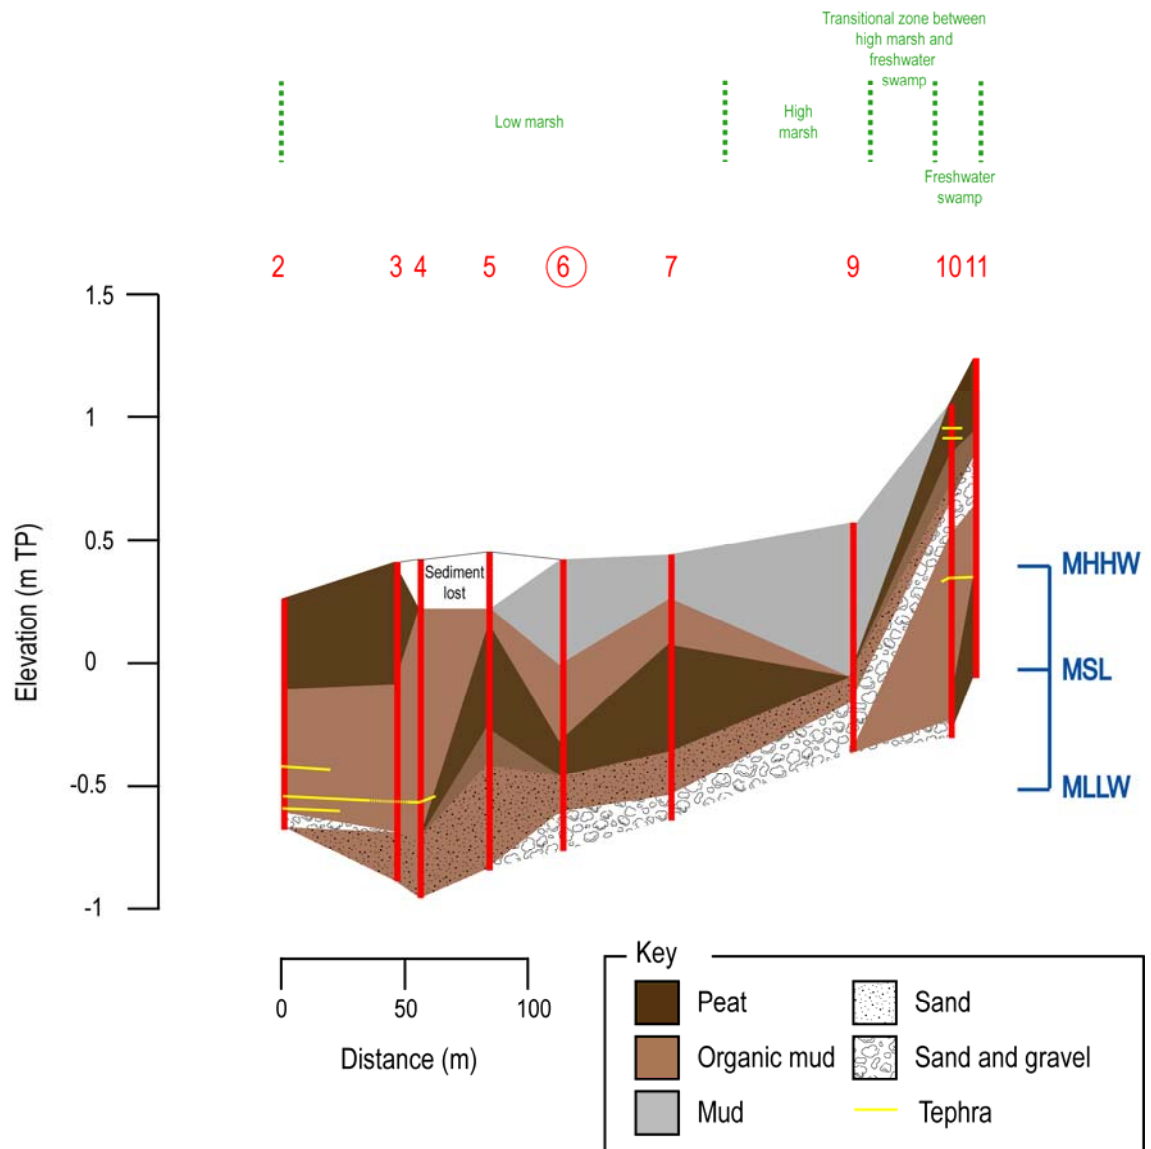 Transitional zone between
high marsh and
freshwater
swamp
Low marsh
High
marsh
Freshwater
swamp
2 3 4 5 6 7 9 10 11
1.5
1
0.5
0
-0.5
-1
Elevation (m TP)
Sediment
lost
MHHW
MSL
MLLW
0 50 100
Distance (m)
Key
Peat
Sand
Organic mud
Sand and gravel
Mud
Tephra